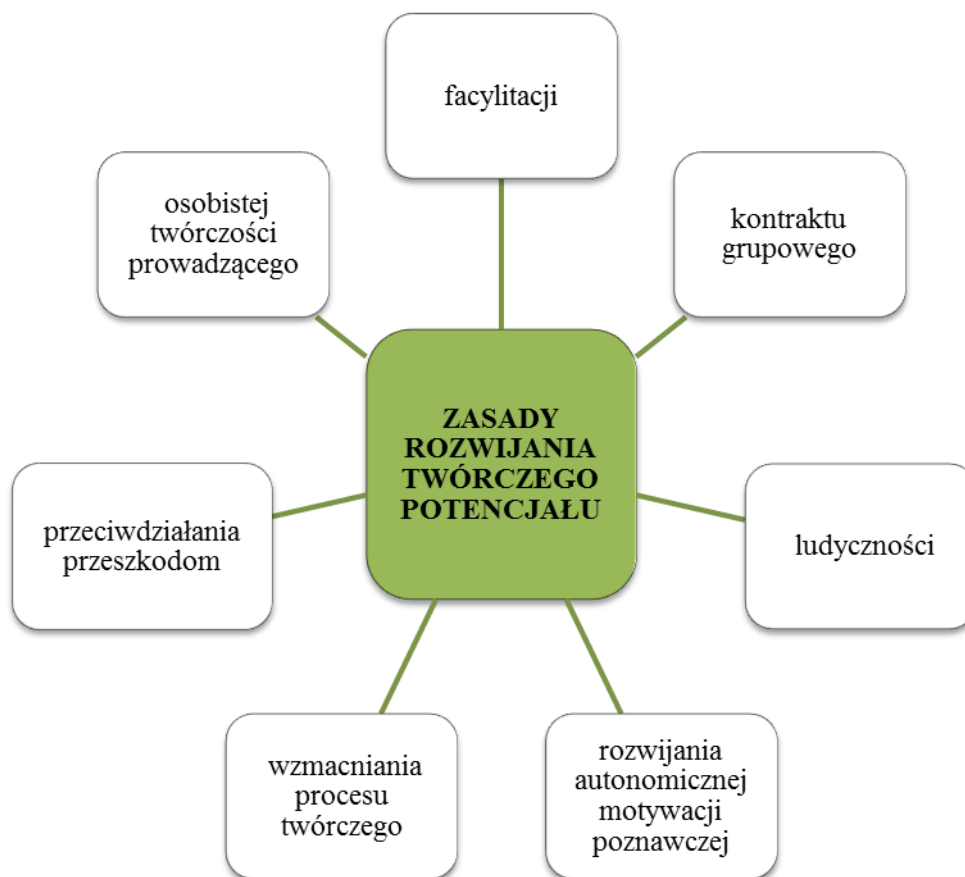 facylitacji
kontraktu
grupowego
ludyczności
rozwijania
autonomicznej
motywacji
poznawczej
wzmacniania
procesu
twórczego
przeciwdziałania
przeszkodom
osobistej
twórczości
prowadzącego
ZASADY
ROZWIJANIA
TWÓRCZEGO
POTENCJAŁU